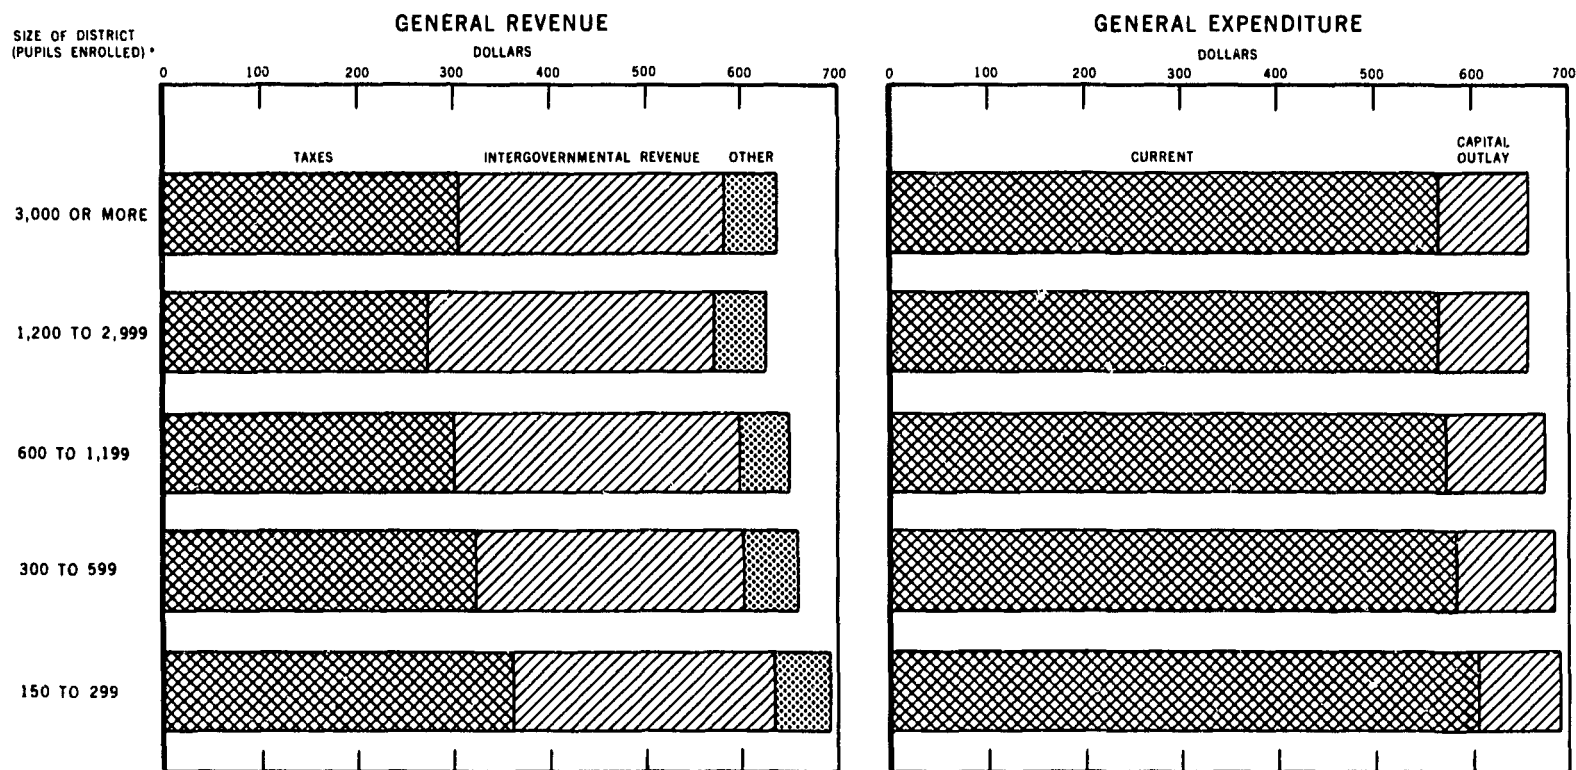 GENERAL REVENUE
SIZE OF DISTRICT
(PUPILS ENROLLED)*
DOLLARS
0 100 200 300 400 500 600 700
TAXES INTERGOVERNMENTAL REVENUE OTHER
GENERAL EXPENDITURE
DOLLARS
0 100 200 300 400 500 600 700
CURRENT
CAPITAL
OUTLAY
3,000 OR MORE
1,200 TO 2,999
600 TO 1,199
300 TO 599
150 TO 299